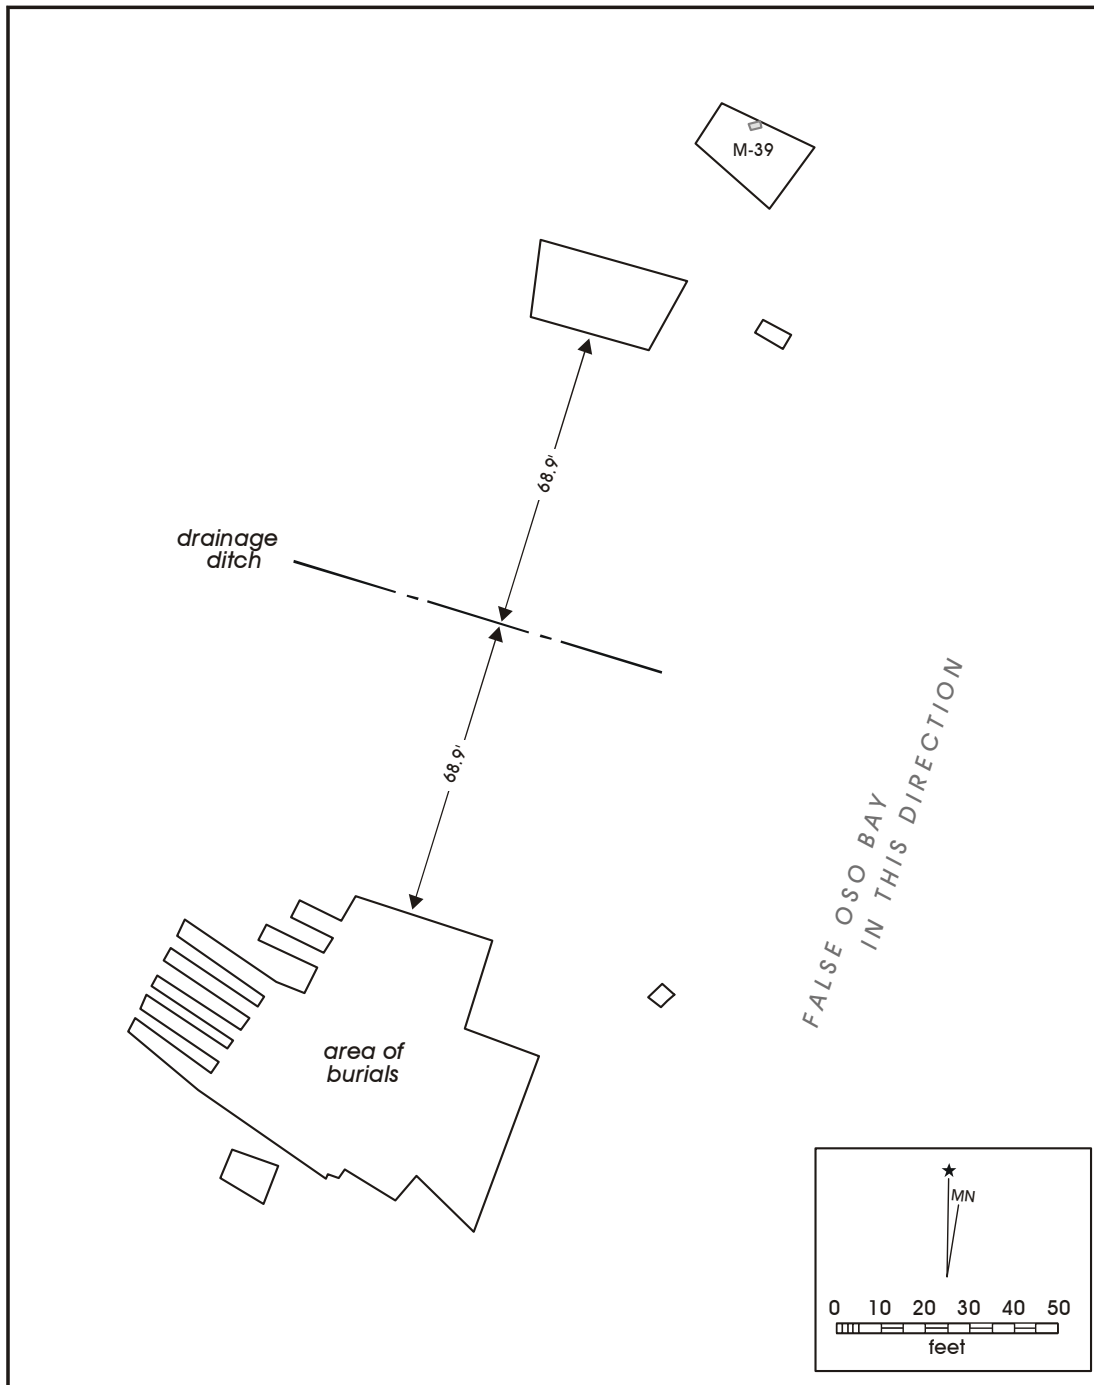 M-39
68.9'
drainage
ditch
68.9'
FALSE OSO BAY
IN THIS DIRECTION
area of
burials
MN
0 10 20 30 40 50
feet